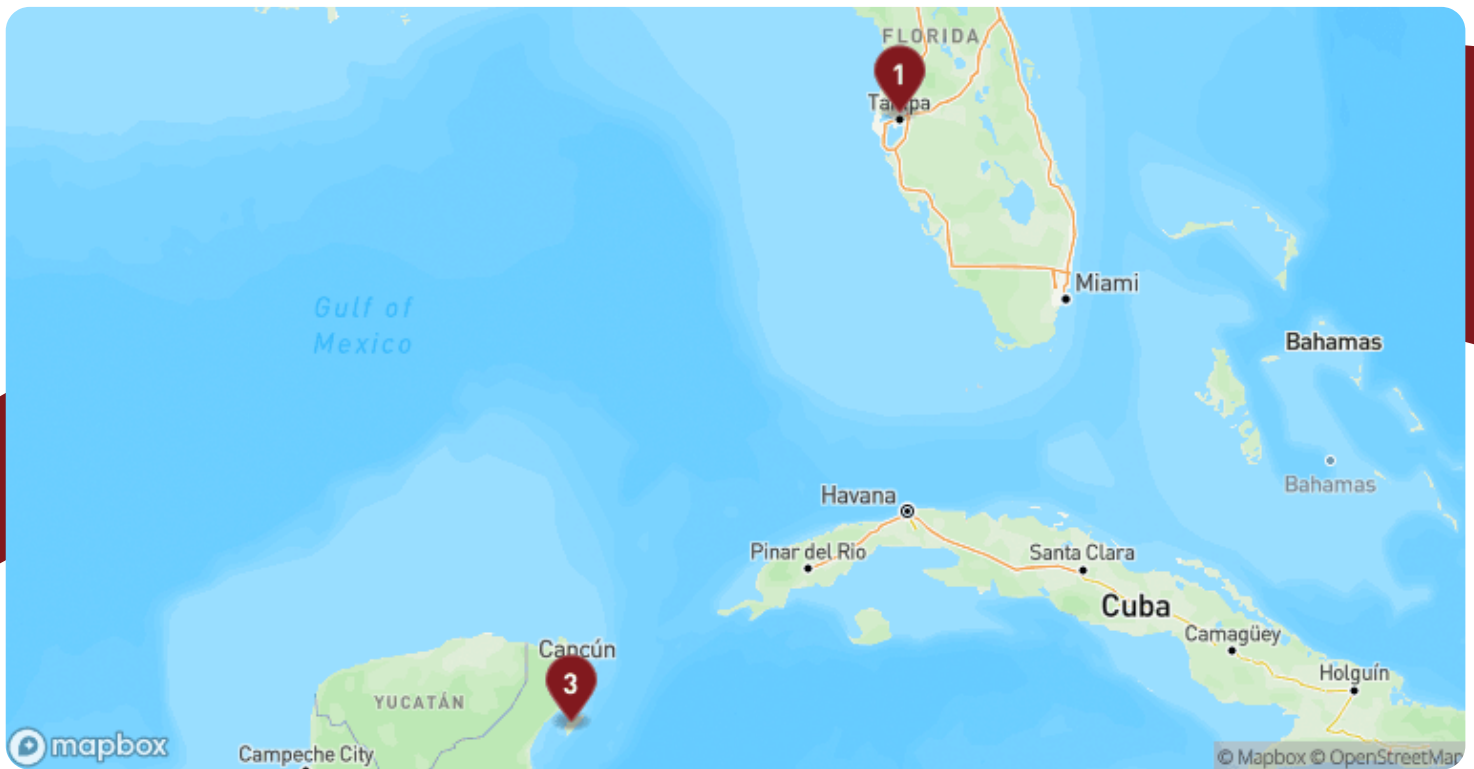 FLORIDA
1
Tampa
Miami
Gulf of
Mexico
Bahamas
Bahamas
Havana
Pinar del Rio
Santa Clara
Cuba
Camagüey
Holguín
Cancún
3
YUCATÁN
Campeche City
mapbox
© Mapbox © OpenStreetMap